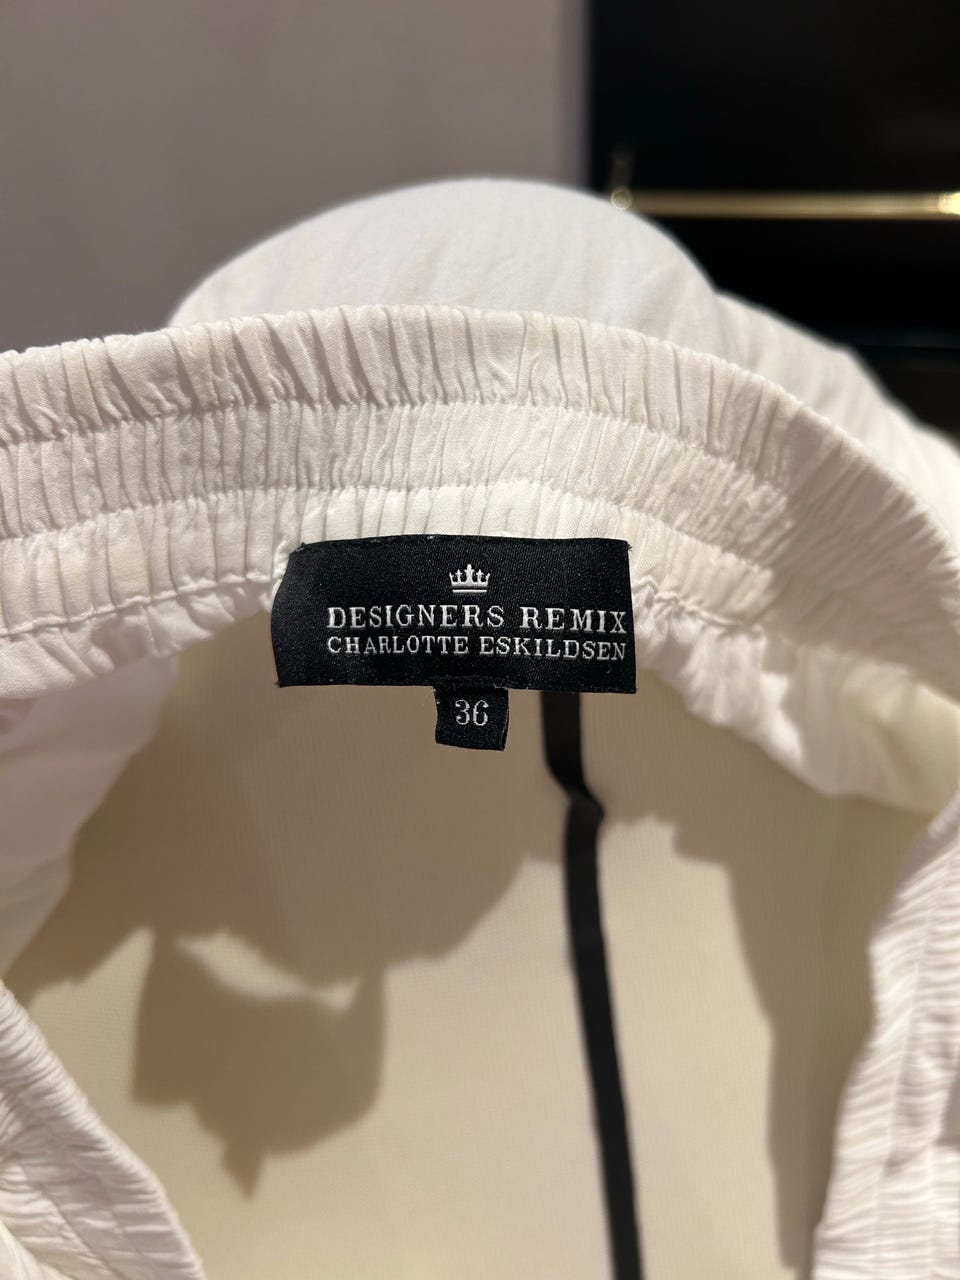 DESIGNERS REMIX
CHARLOTTE ESKILDSEN
36